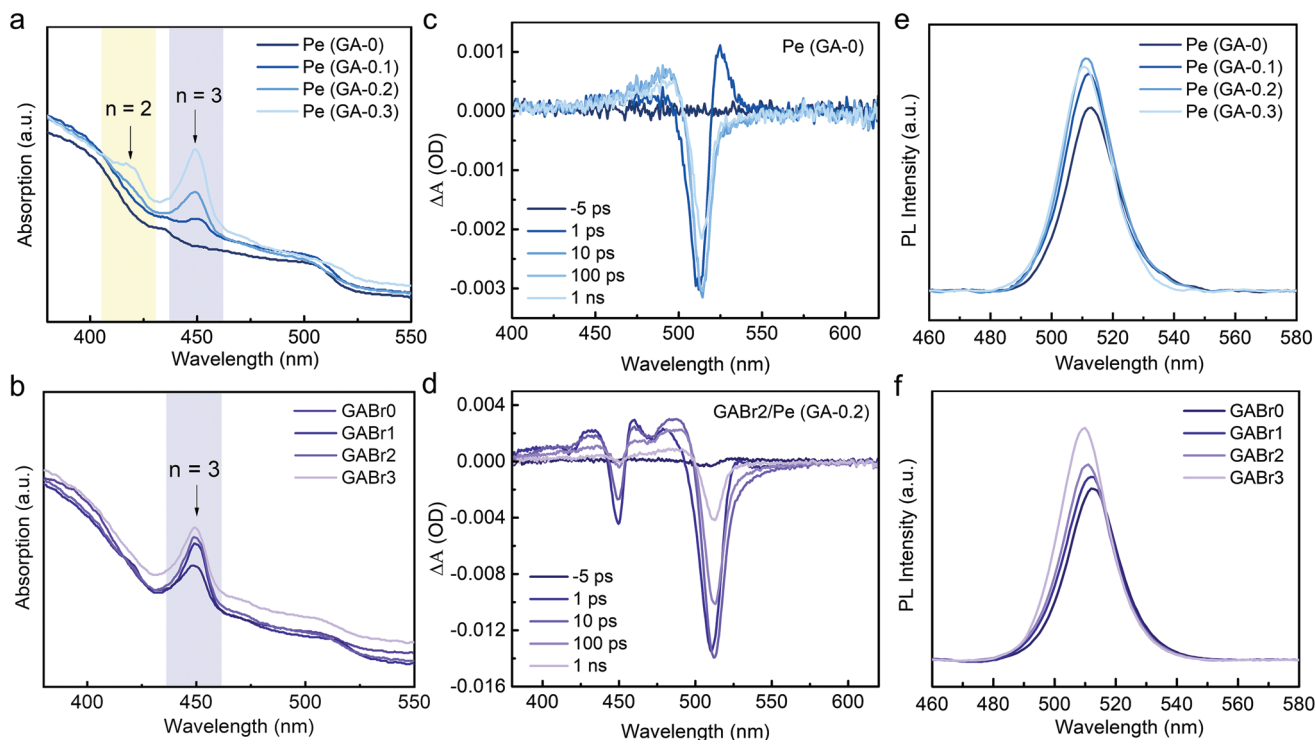 a
n = 2
n = 3
Pe (GA-0)
Pe (GA-0.1)
Pe (GA-0.2)
Pe (GA-0.3)
Absorption (a.u.)
400 450 500 550
Wavelength (nm)
b
n = 3
GABr0
GABr1
GABr2
GABr3
Absorption (a.u.)
400 450 500 550
Wavelength (nm)
c
Pe (GA-0)
0.001
0.000
-0.001
-0.002
-0.003
ΔA (OD)
-5 ps
1 ps
10 ps
100 ps
1 ns
400 450 500 550 600
Wavelength (nm)
d
GABr2/Pe (GA-0.2)
0.004
0.000
-0.004
-0.008
-0.012
-0.016
ΔA (OD)
-5 ps
1 ps
10 ps
100 ps
1 ns
400 450 500 550 600
Wavelength (nm)
e
Pe (GA-0)
Pe (GA-0.1)
Pe (GA-0.2)
Pe (GA-0.3)
PL Intensity (a.u.)
460 480 500 520 540 560 580
Wavelength (nm)
f
GABr0
GABr1
GABr2
GABr3
PL Intensity (a.u.)
460 480 500 520 540 560 580
Wavelength (nm)